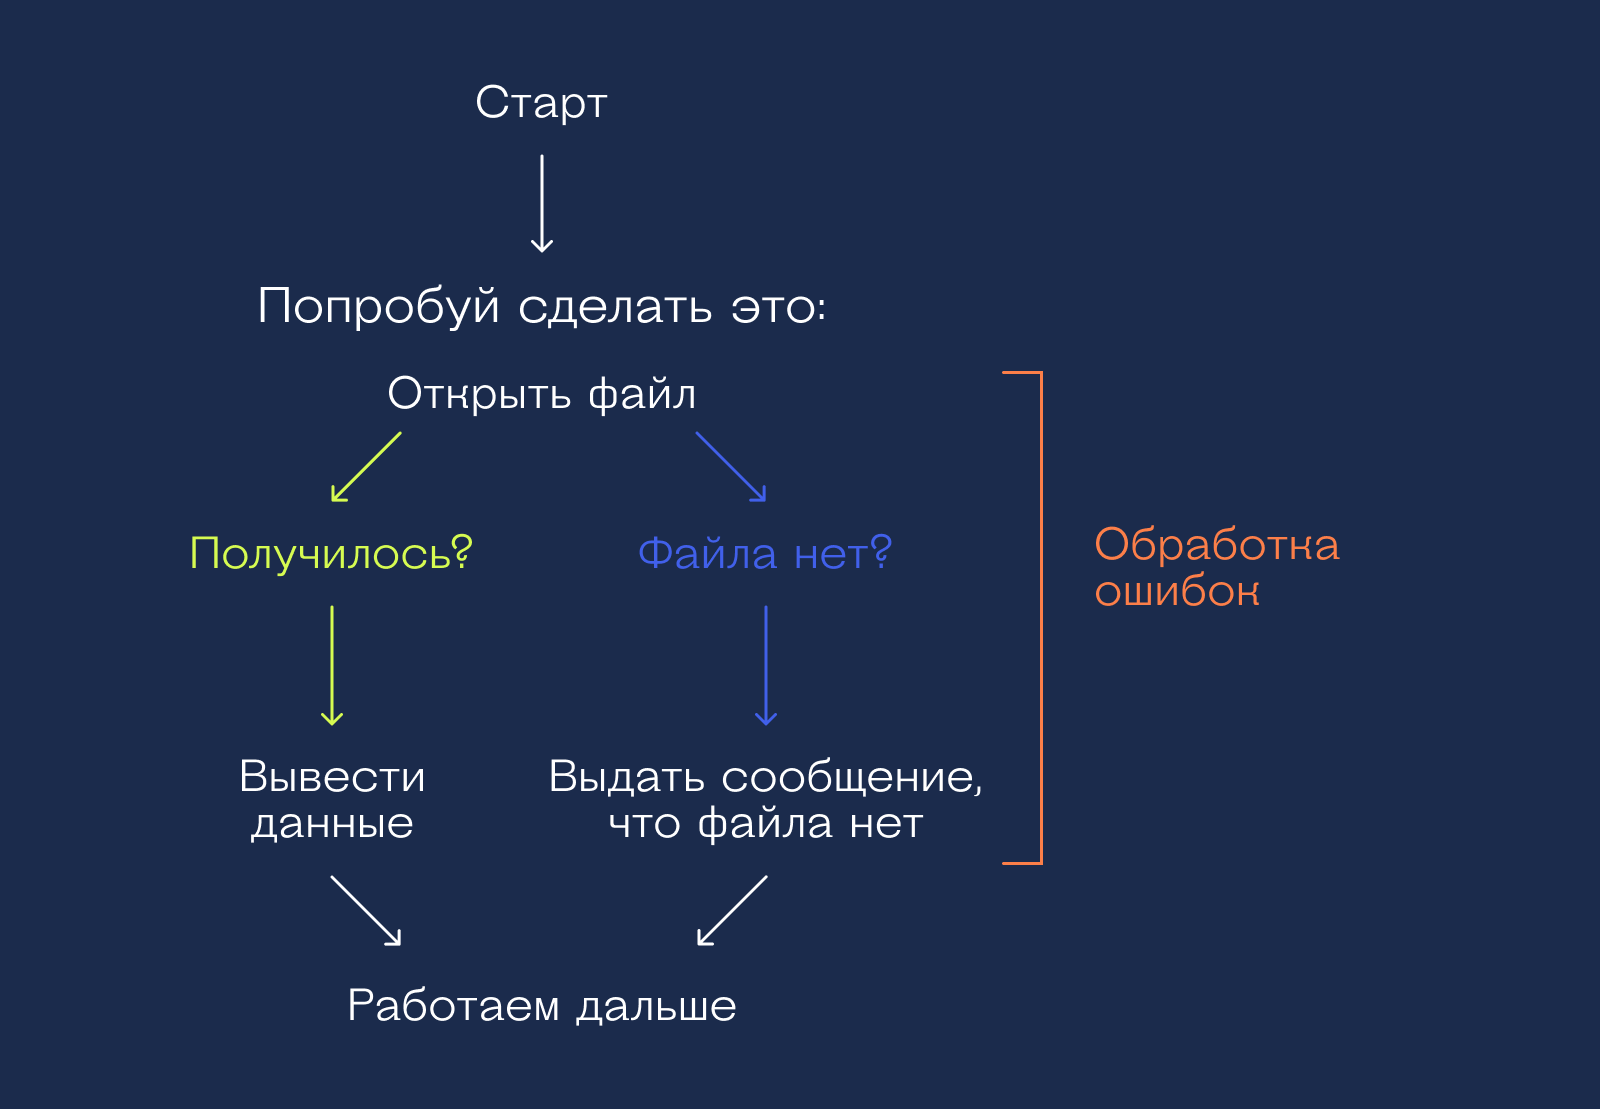 Старт
Попробуй сделать это:
Открыть файл
Получилось?
Файла нет?
Обработка
ошибок
Вывести
данные
Выдать сообщение,
что файла нет
Работаем дальше